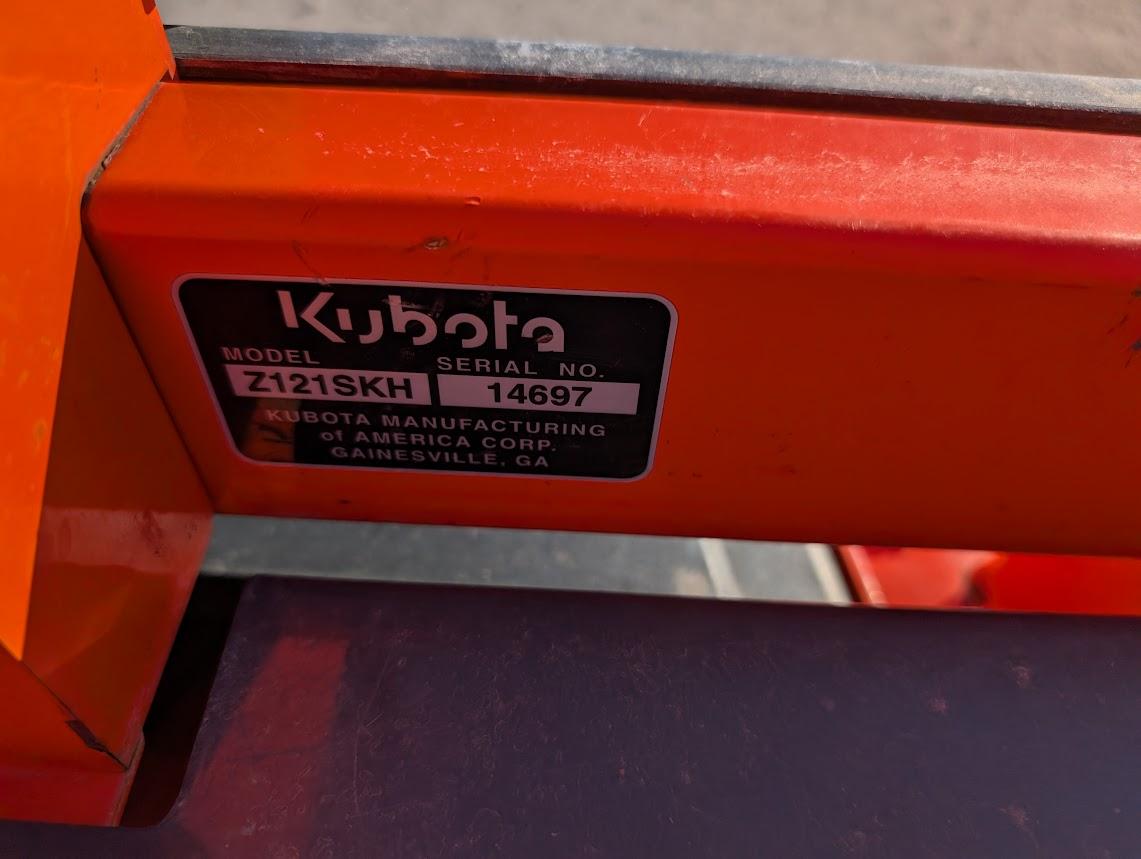 Kubota
MODEL SERIAL NO.
Z121SKH 14697
KUBOTA MANUFACTURING
of AMERICA CORP.
GAINESVILLE, GA